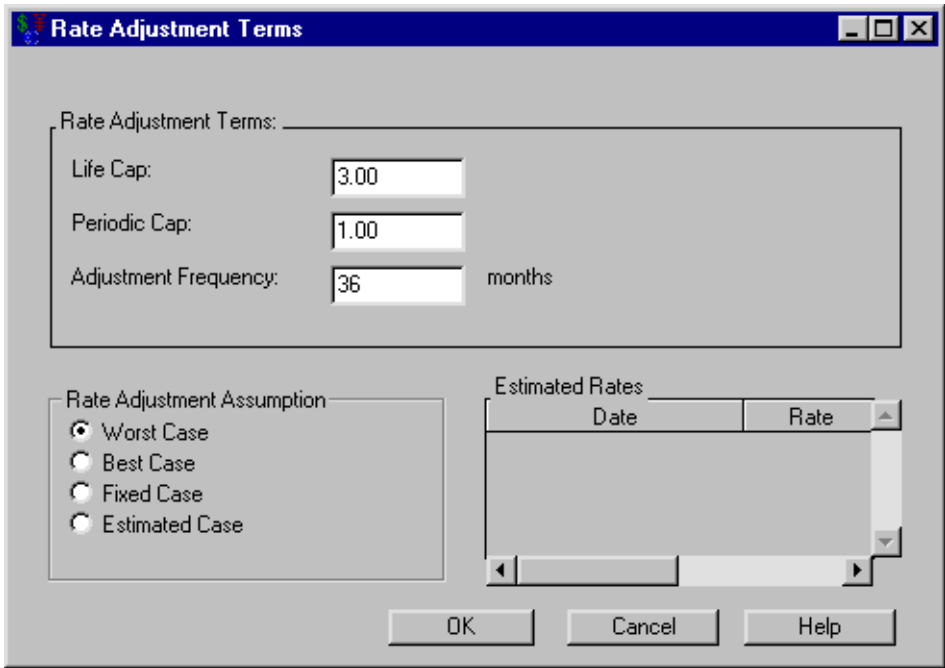 Rate Adjustment Terms
Rate Adjustment Terms:
Life Cap: 3.00
Periodic Cap: 1.00
Adjustment Frequency: 36 months
Rate Adjustment Assumption
Worst Case
Best Case
Fixed Case
Estimated Case
Estimated Rates
Date Rate
OK Cancel Help